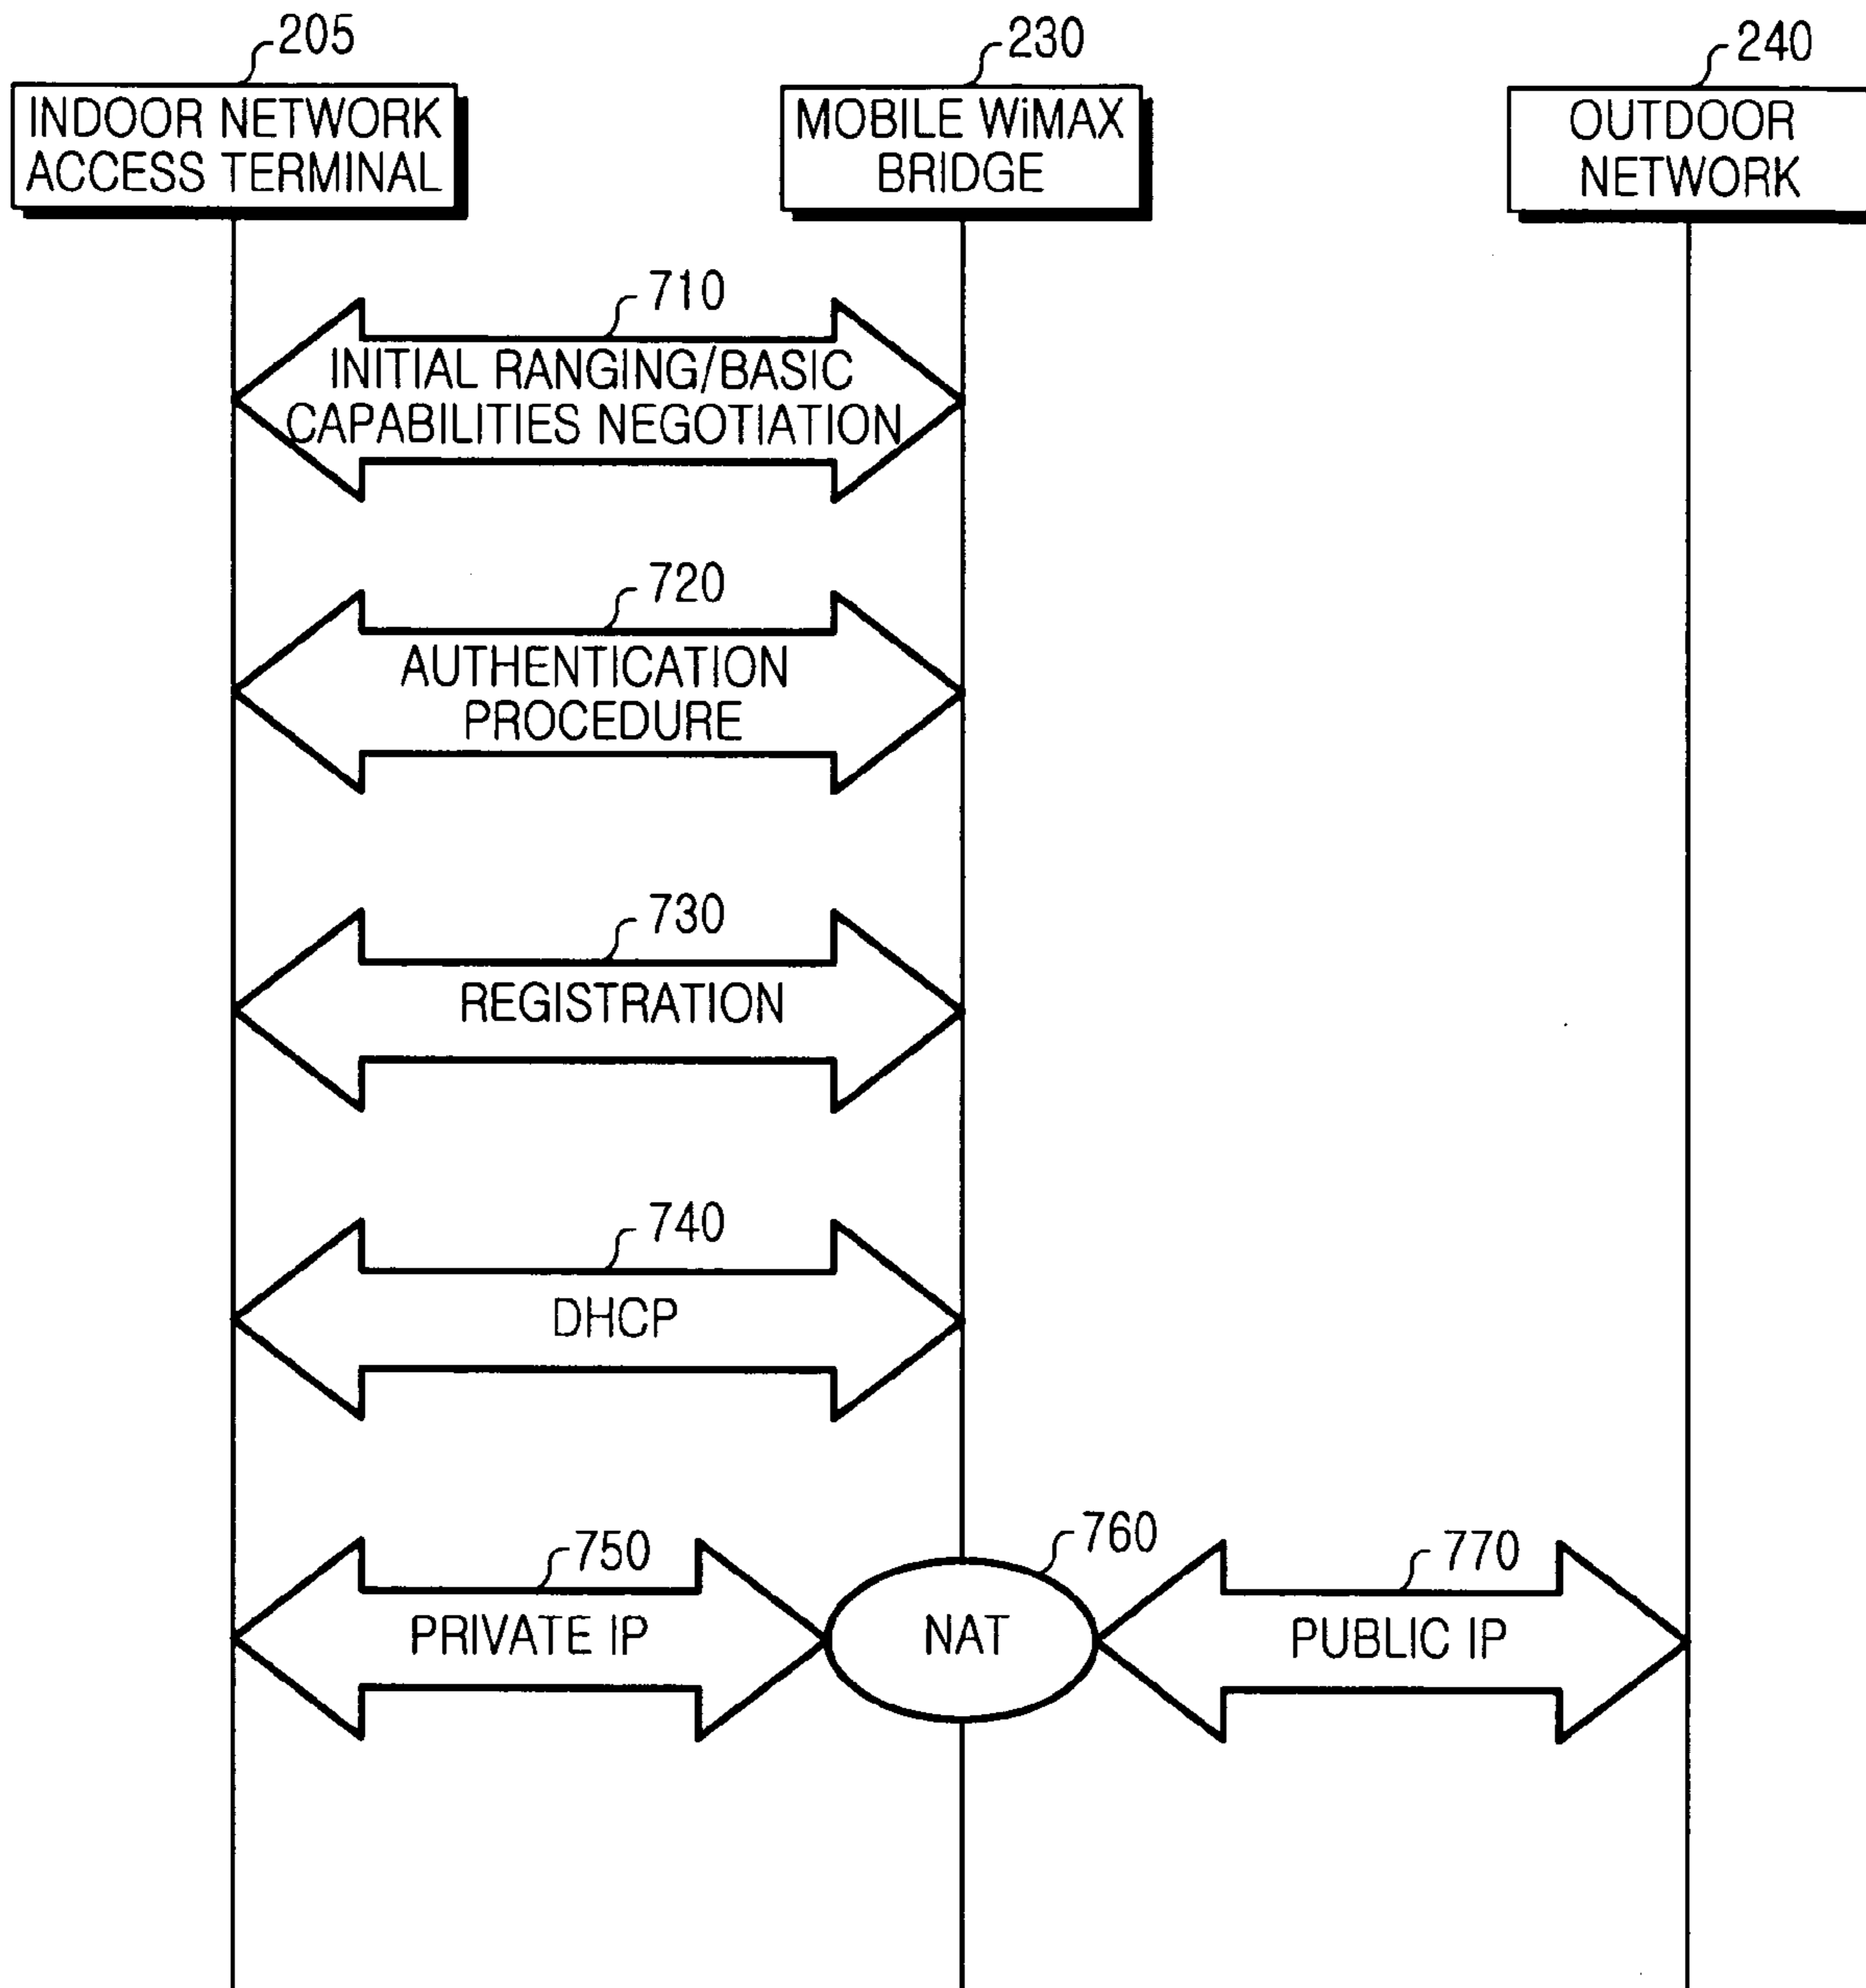 205
230
240
INDOOR NETWORK
ACCESS TERMINAL
MOBILE WiMAX
BRIDGE
OUTDOOR
NETWORK
710
INITIAL RANGING/BASIC
CAPABILITIES NEGOTIATION
720
AUTHENTICATION
PROCEDURE
730
REGISTRATION
740
DHCP
750
760
770
PRIVATE IP
NAT
PUBLIC IP